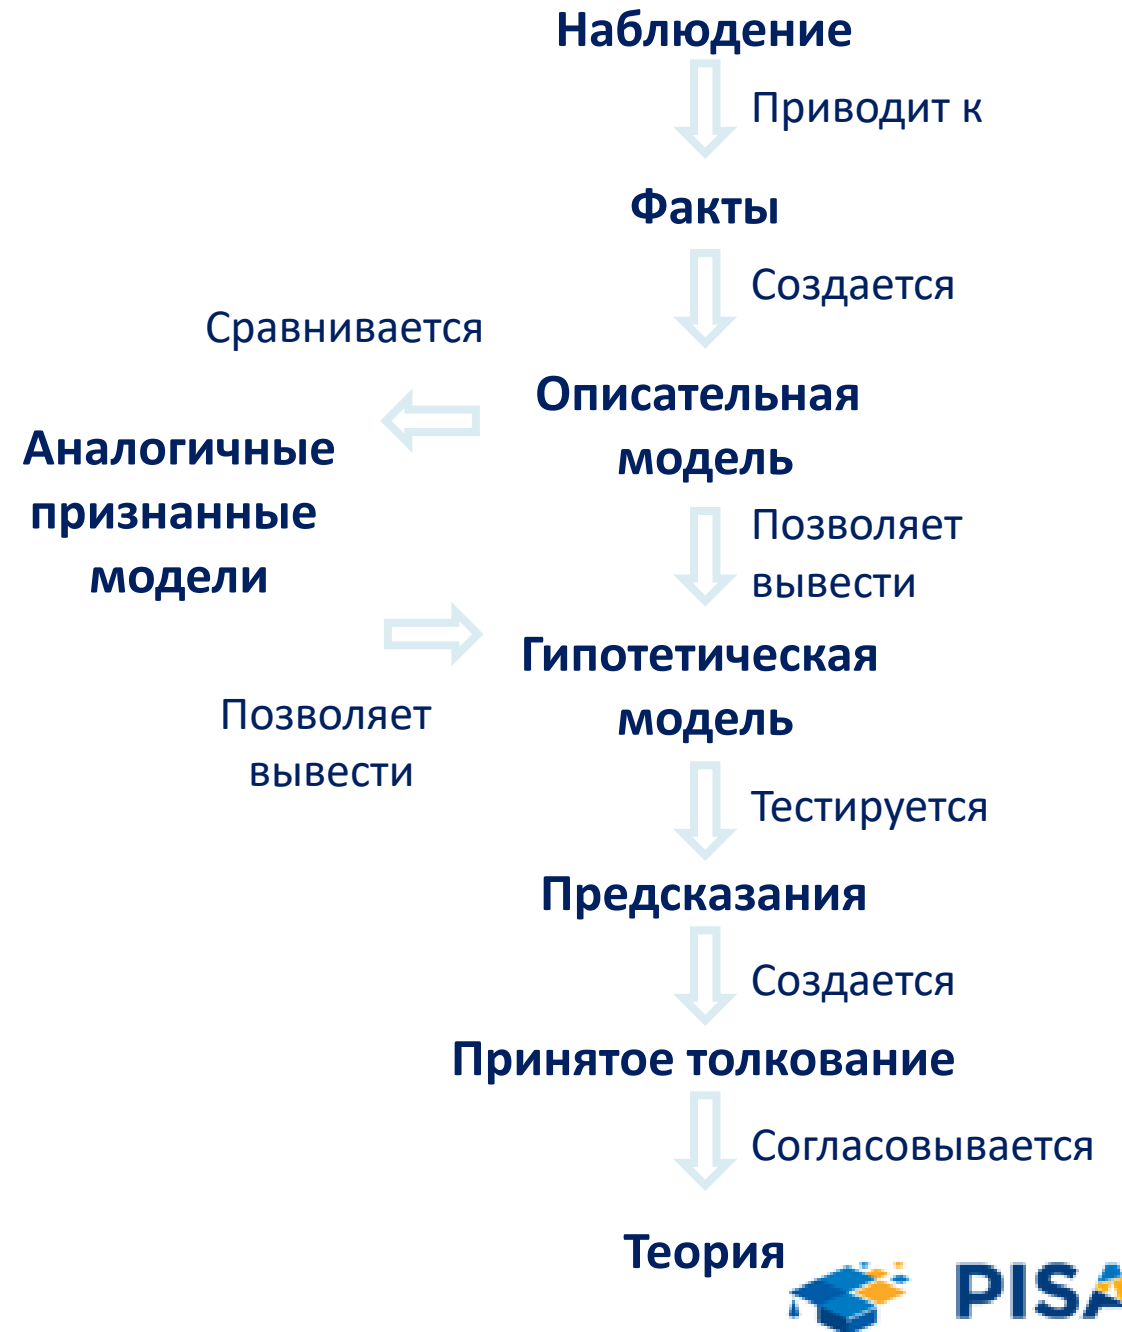 Наблюдение
Приводит к
Факты
Создается
Сравнивается
Описательная
модель
Аналогичные
признанные
модели
Позволяет
вывести
Гипотетическая
модель
Позволяет
вывести
Тестируется
Предсказания
Создается
Принятое толкование
Согласовывается
Теория
PISA